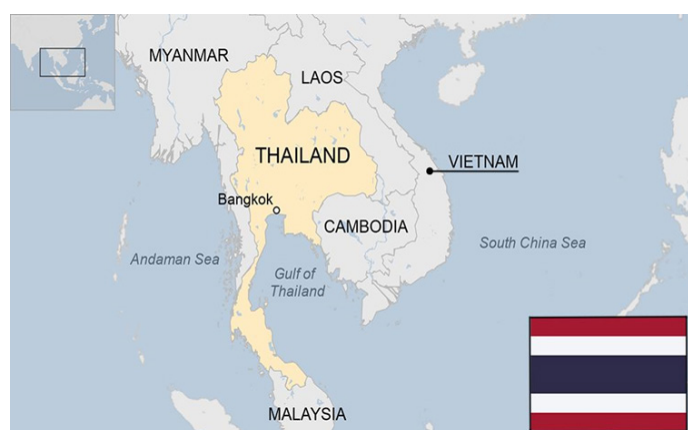 MYANMAR
LAOS
THAILAND
VIETNAM
Bangkok
CAMBODIA
Andaman Sea
South China Sea
Gulf of
Thailand
MALAYSIA